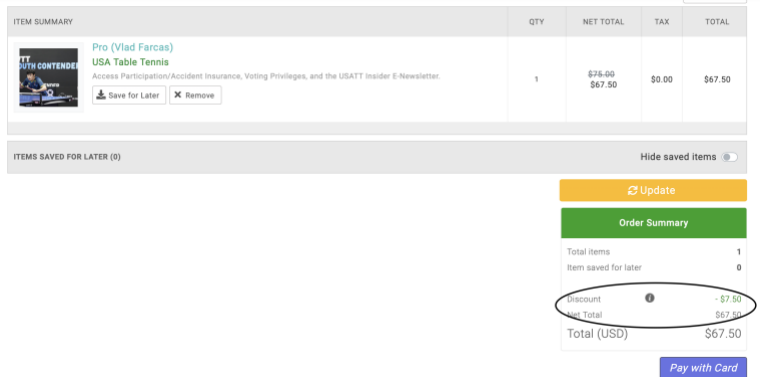 ITEM SUMMARY QTY NET TOTAL TAX TOTAL
Pro (Vlad Farcas)
USA Table Tennis
Access Participation/Accident Insurance, Voting Privileges, and the USATT Insider E-Newsletter.
Save for Later Remove
1 $75.00 $0.00 $67.50
$67.50
OUTH CONTENDE
ITEMS SAVED FOR LATER (0) Hide saved items
Update
Order Summary
Total items 1
Item saved for later 0
Discount - $7.50
Net Total $67.50
Total (USD) $67.50
Pay with Card